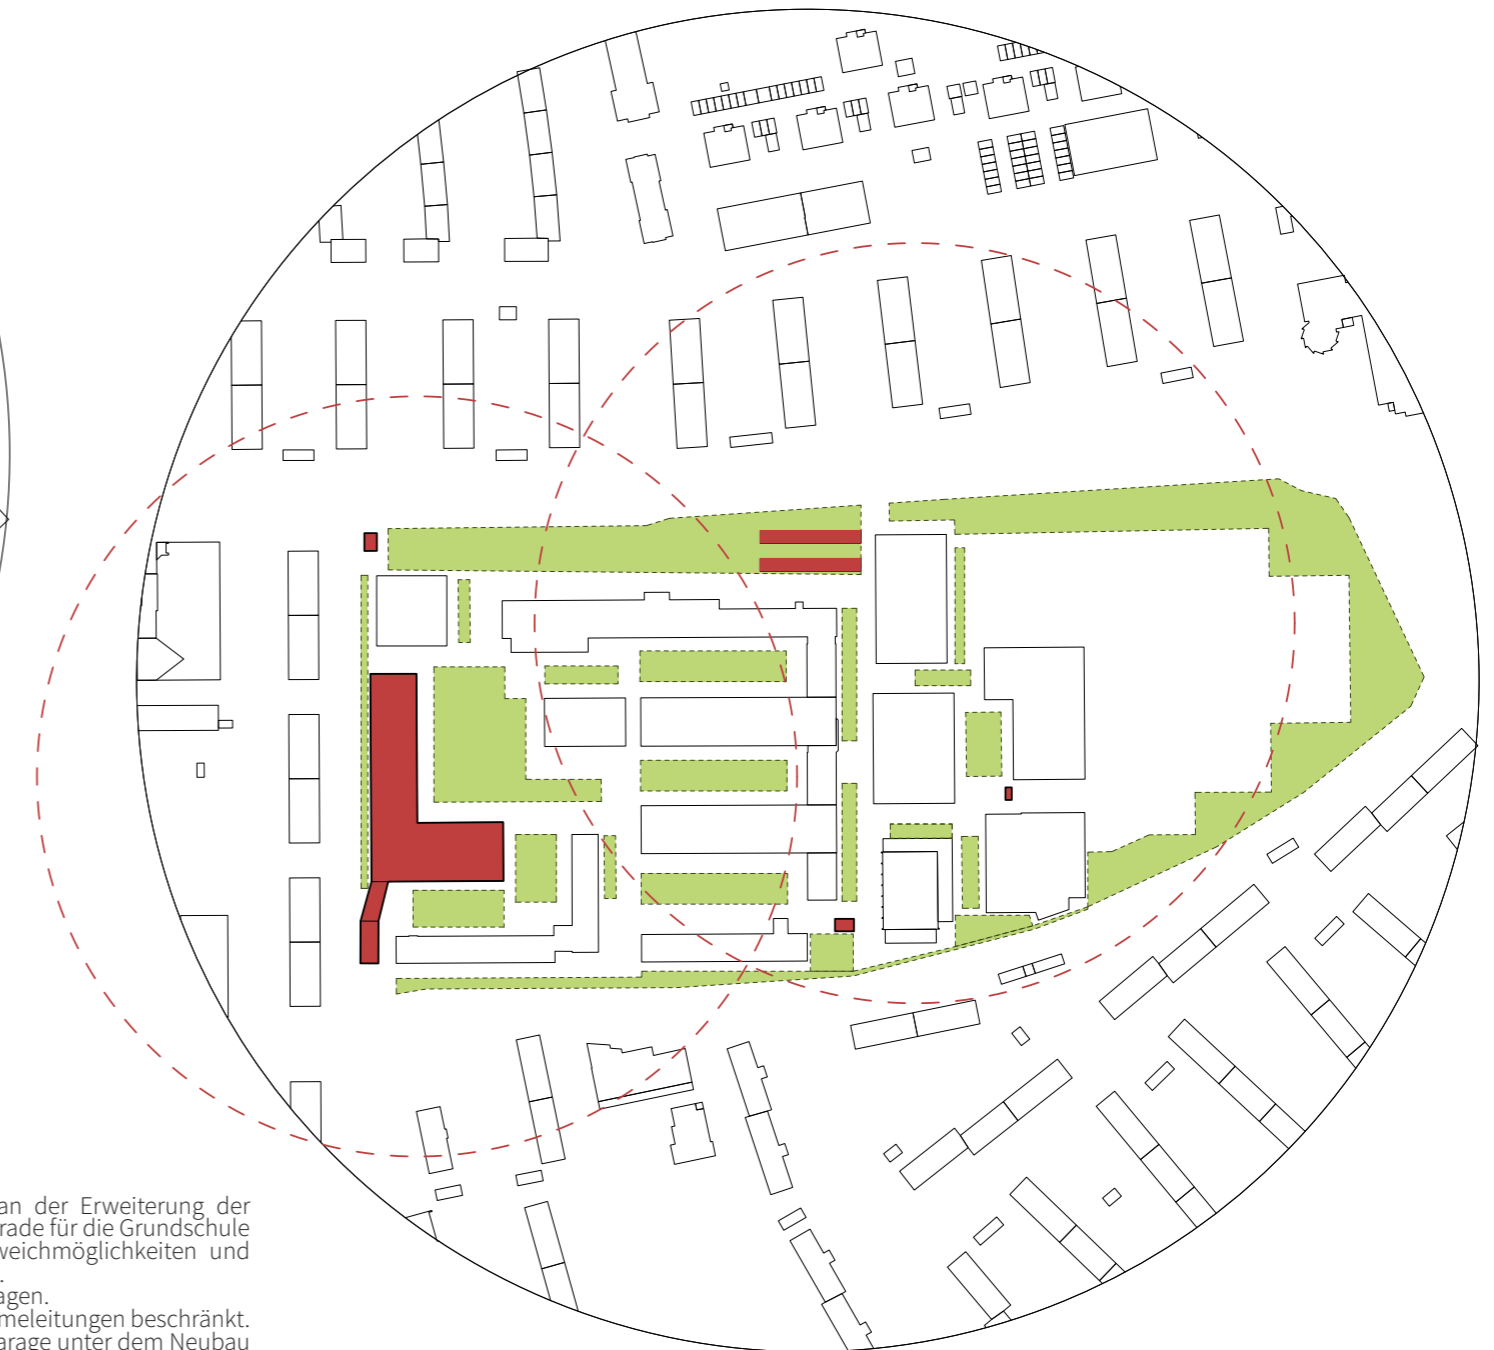 an der Erweiterung der
rade für die Grundschule
weichmöglichkeiten und
.
agen.
meleitungen beschränkt.
arage unter dem Neubau